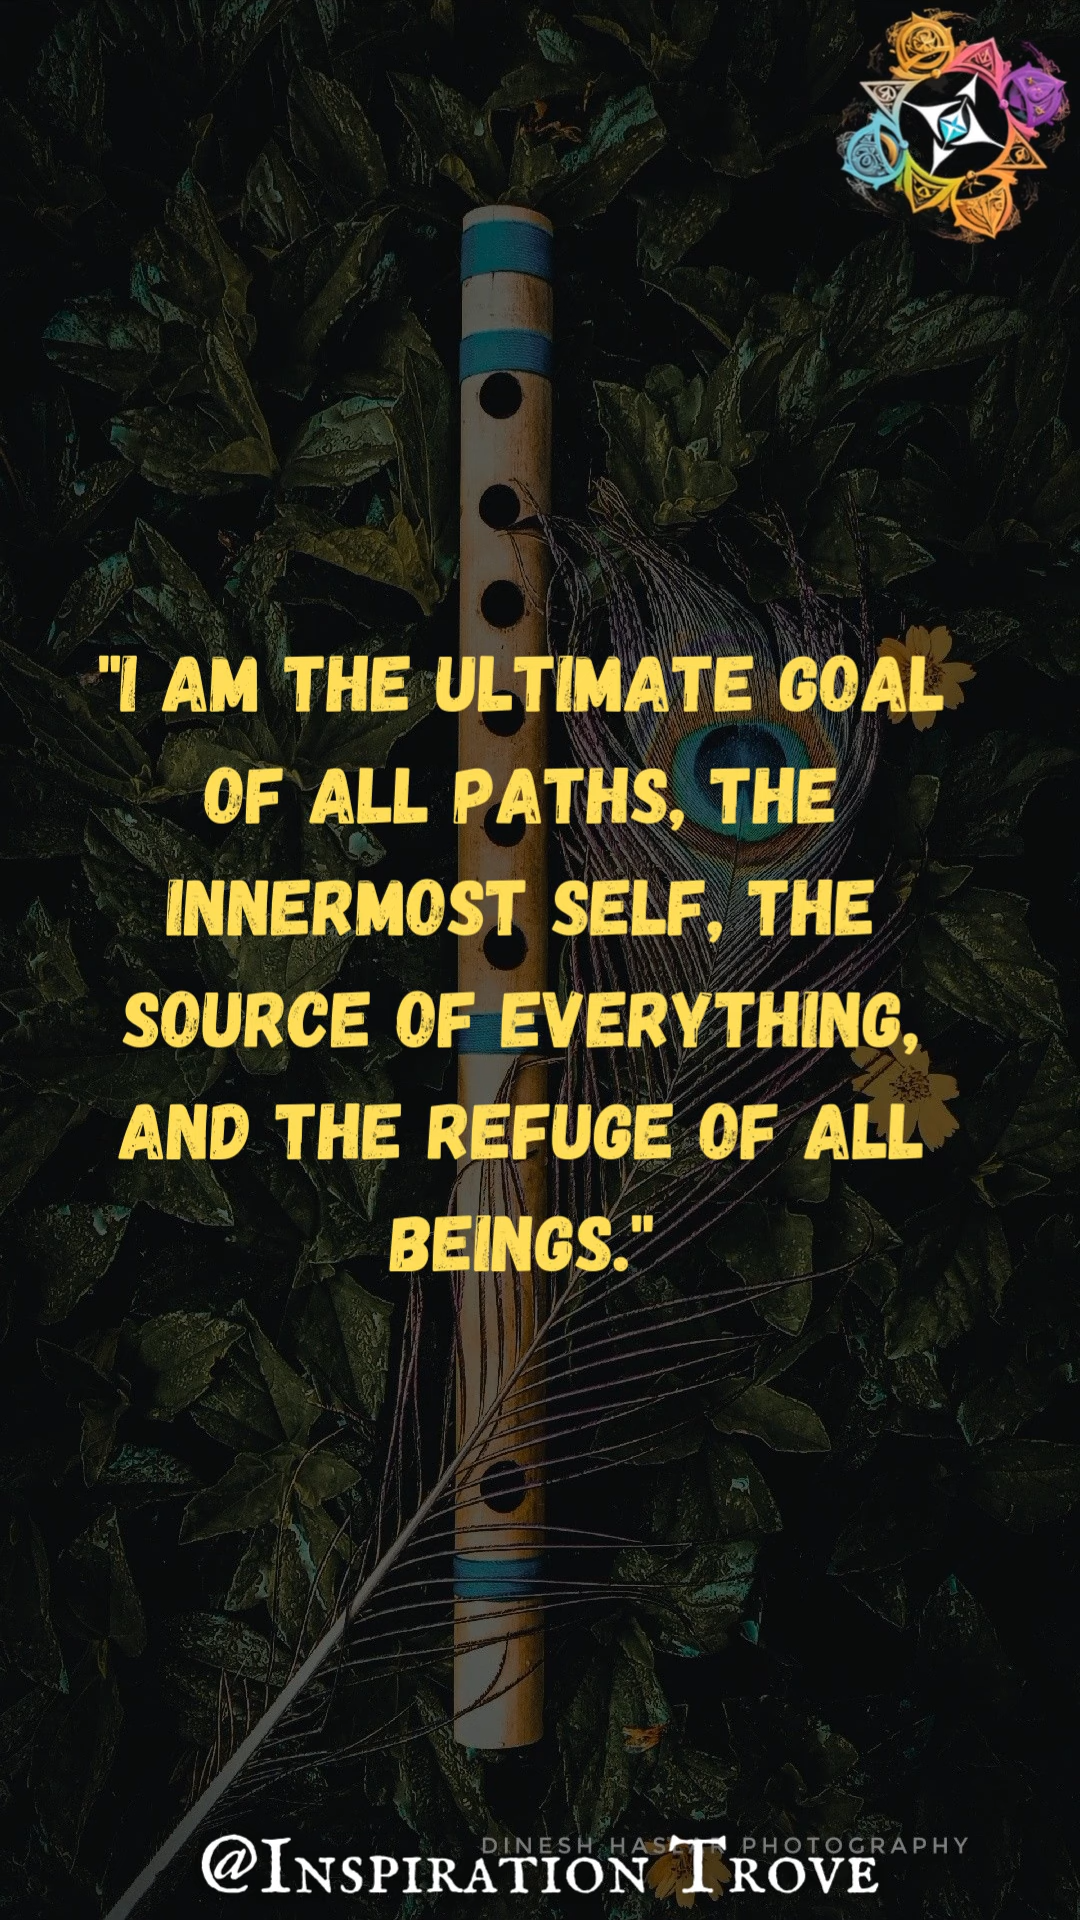 "I AM THE ULTIMATE GOAL
OF ALL PATHS, THE
INNERMOST SELF, THE
SOURCE OF EVERYTHING,
AND THE REFUGE OF ALL
BEINGS."
DINESH PHOTOGRAPHY
@INSPIRATION TROVE